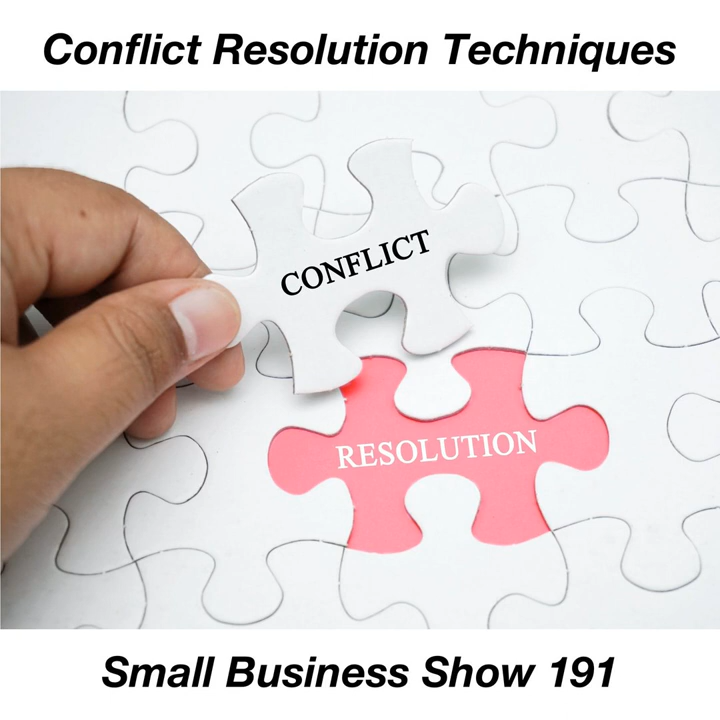 Conflict Resolution Techniques
CONFLICT
RESOLUTION
Small Business Show 191